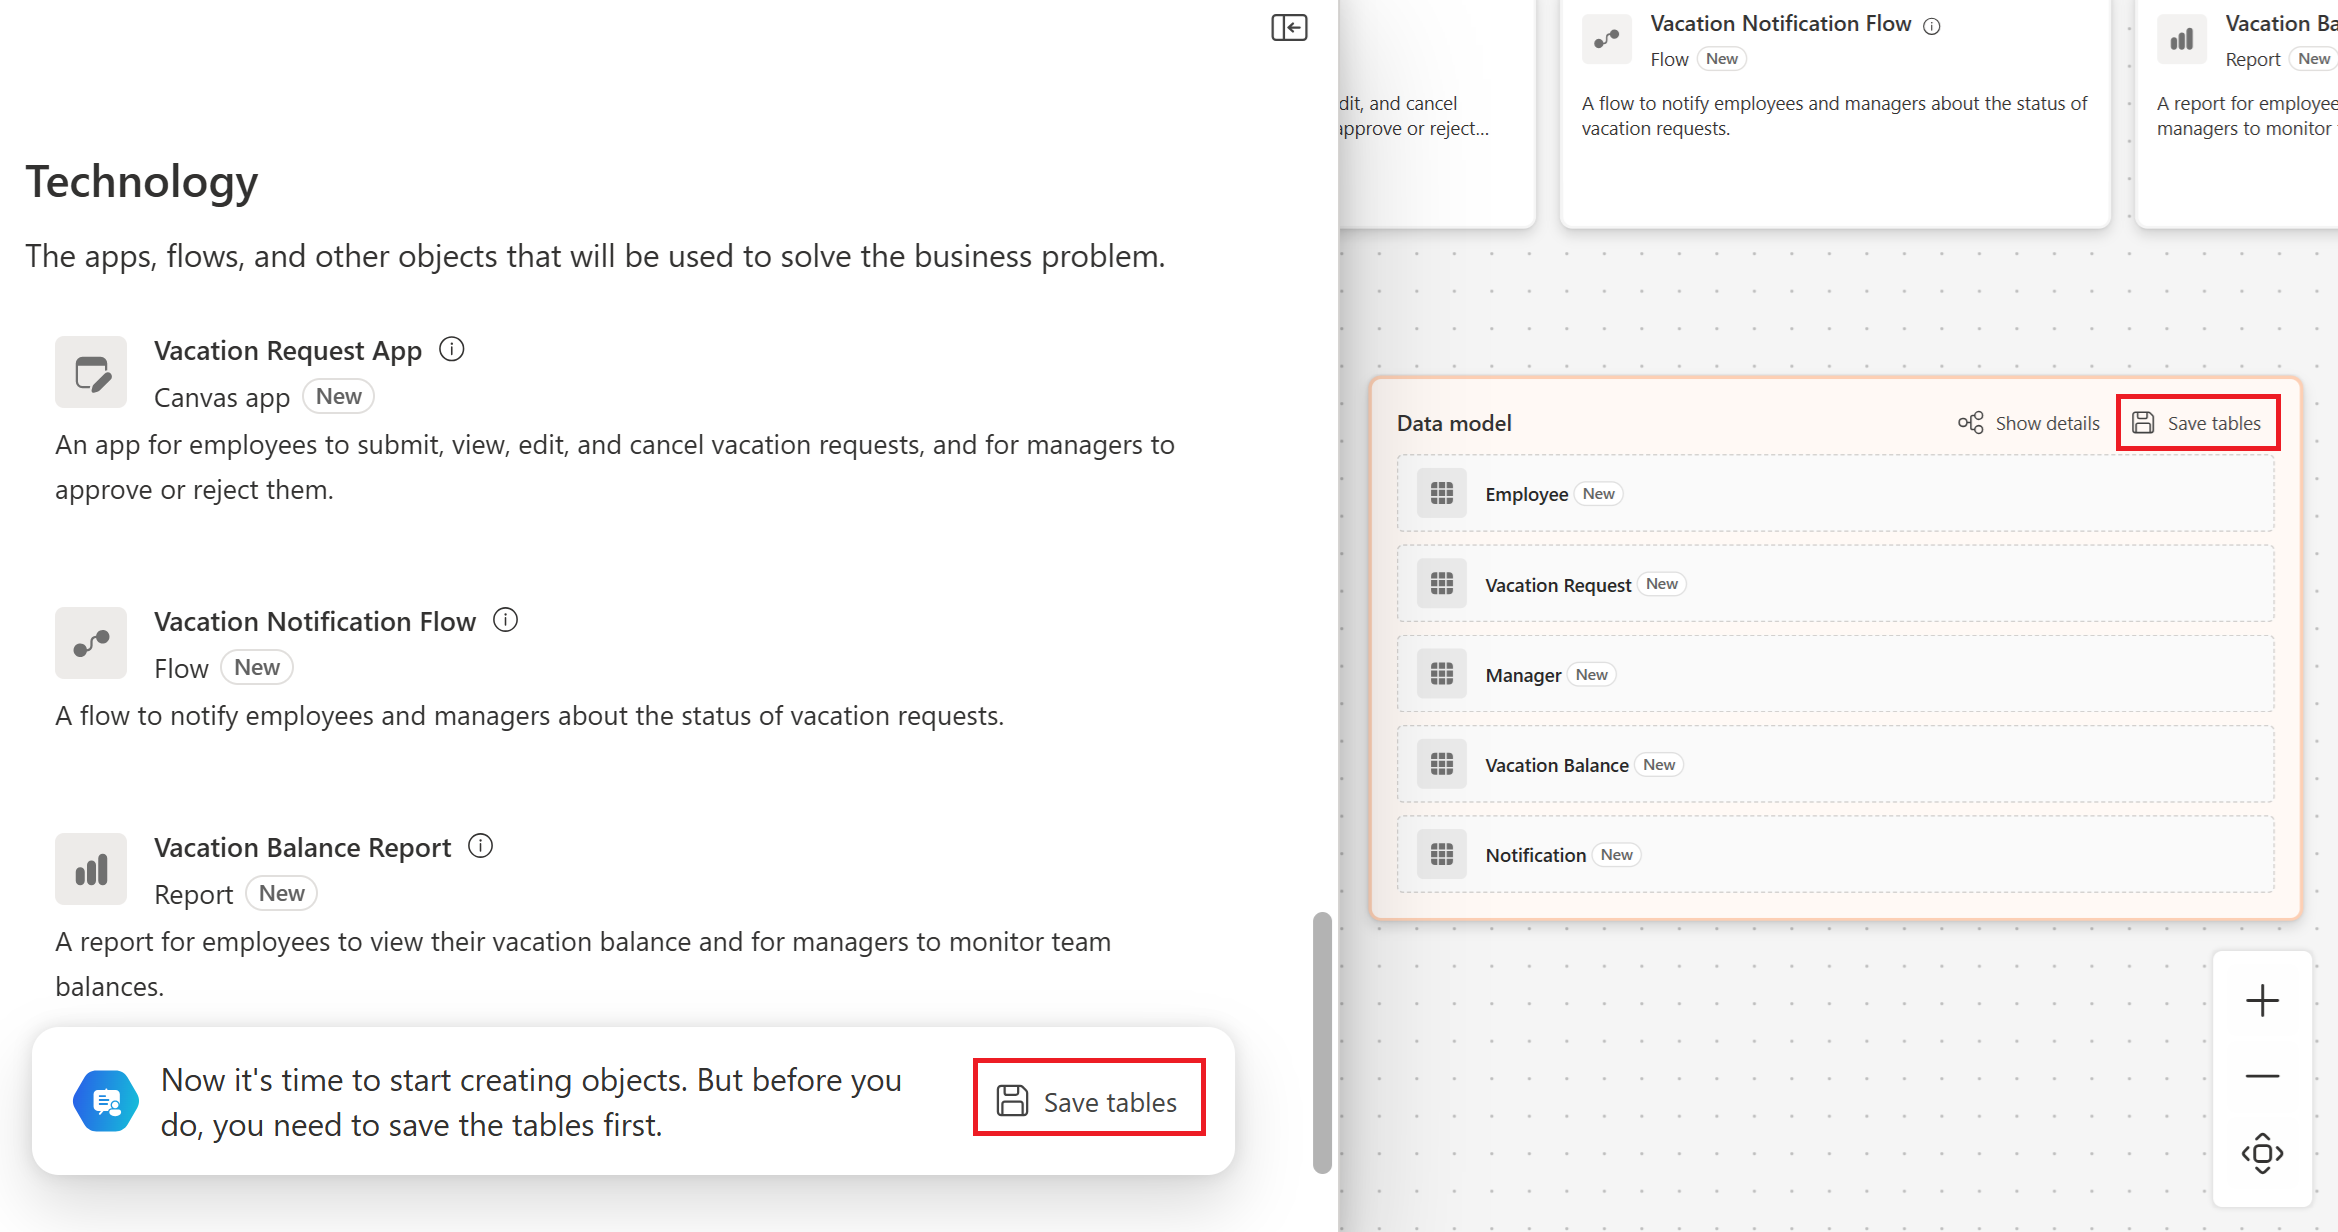 Technology
The apps, flows, and other objects that will be used to solve the business problem.
Vacation Request App
Canvas app New
An app for employees to submit, view, edit, and cancel vacation requests, and for managers to
approve or reject them.
Vacation Notification Flow
Flow New
A flow to notify employees and managers about the status of vacation requests.
Vacation Balance Report
Report New
A report for employees to view their vacation balance and for managers to monitor team
balances.
Now it's time to start creating objects. But before you
do, you need to save the tables first.
Save tables
dit, and cancel
approve or reject...
Vacation Notification Flow
Flow New
A flow to notify employees and managers about the status of
vacation requests.
Vacation Ba
Report New
A report for employee
managers to monitor
Data model
Show details
Save tables
Employee New
Vacation Request New
Manager New
Vacation Balance New
Notification New